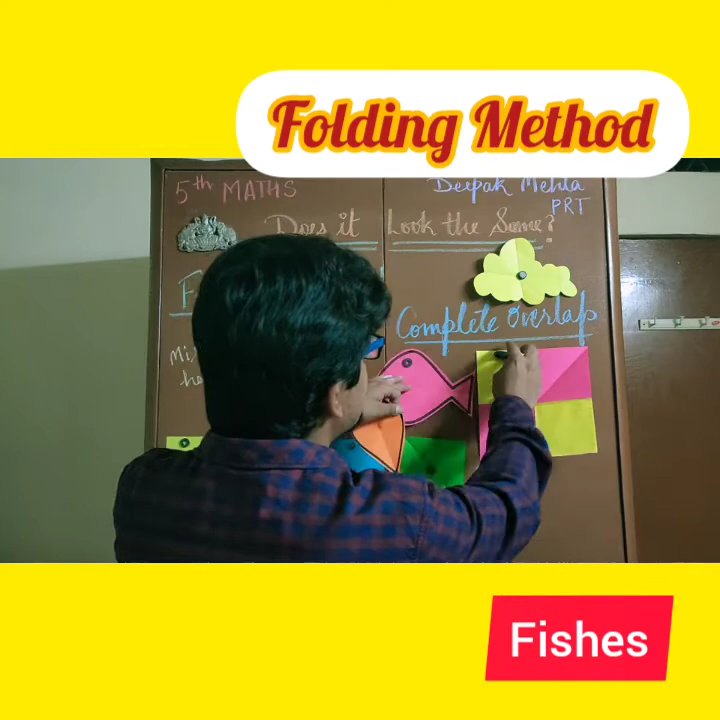 Folding Method
5th MATHS
Deepak Mehta
PRT
Does it Look the Same?
Complete Overlap
Fishes